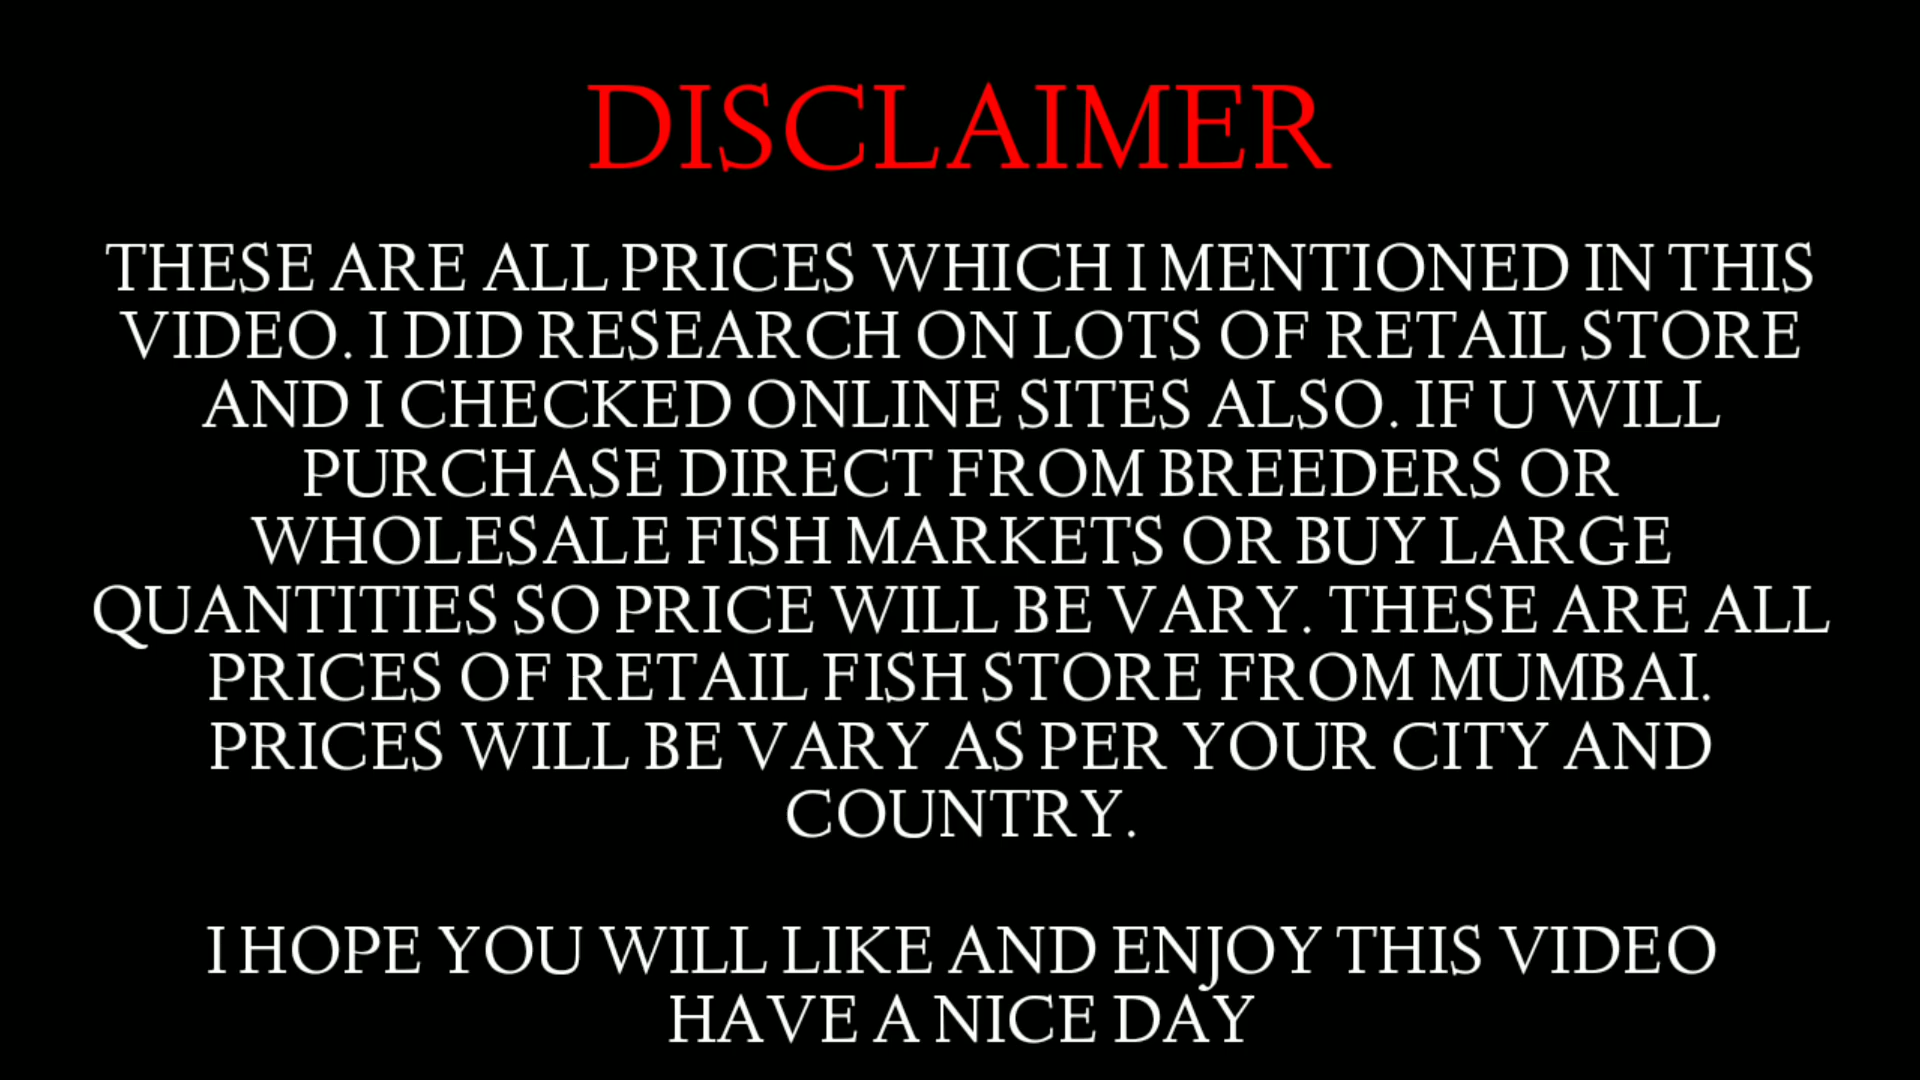 DISCLAIMER
THESE ARE ALL PRICES WHICH I MENTIONED IN THIS
VIDEO. I DID RESEARCH ON LOTS OF RETAIL STORE
AND I CHECKED ONLINE SITES ALSO. IF U WILL
PURCHASE DIRECT FROM BREEDERS OR
WHOLESALE FISH MARKETS OR BUY LARGE
QUANTITIES SO PRICE WILL BE VARY. THESE ARE ALL
PRICES OF RETAIL FISH STORE FROM MUMBAI.
PRICES WILL BE VARY AS PER YOUR CITY AND
COUNTRY.
I HOPE YOU WILL LIKE AND ENJOY THIS VIDEO
HAVE A NICE DAY